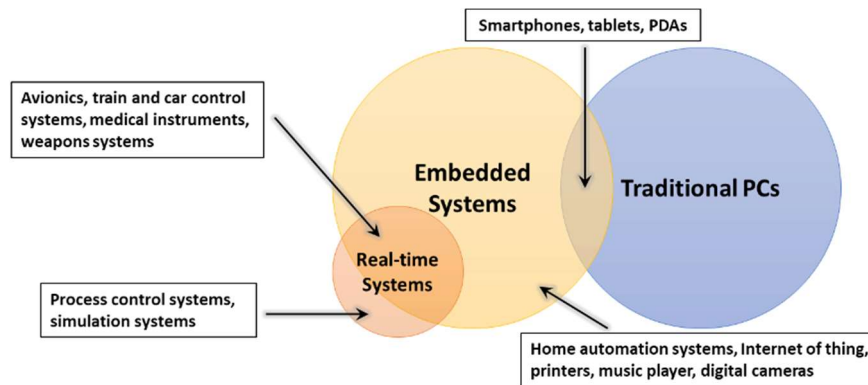 Smartphones, tablets, PDAs
Avionics, train and car control
systems, medical instruments,
weapons systems
Embedded
Systems
Traditional PCs
Real-time
Systems
Process control systems,
simulation systems
Home automation systems, Internet of thing,
printers, music player, digital cameras